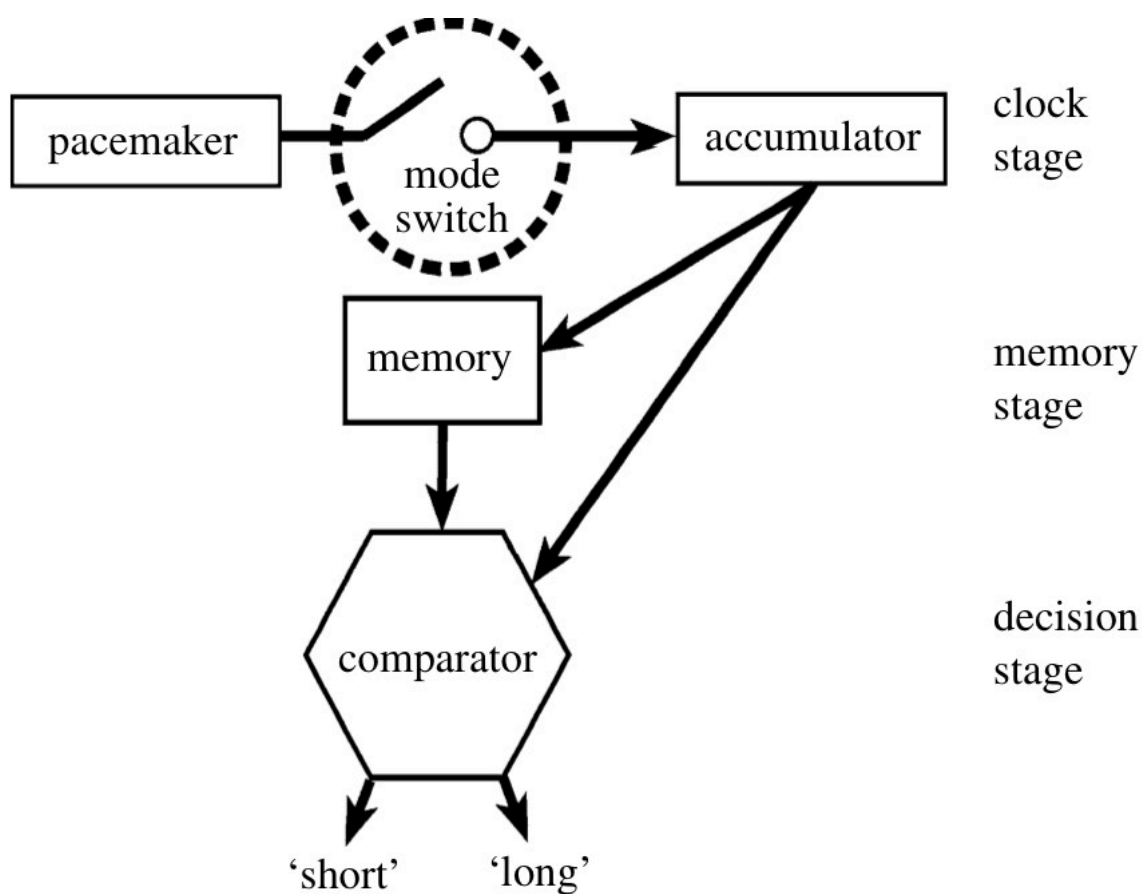 pacemaker
mode
switch
accumulator
clock
stage
memory
memory
stage
comparator
decision
stage
‘short’
‘long’